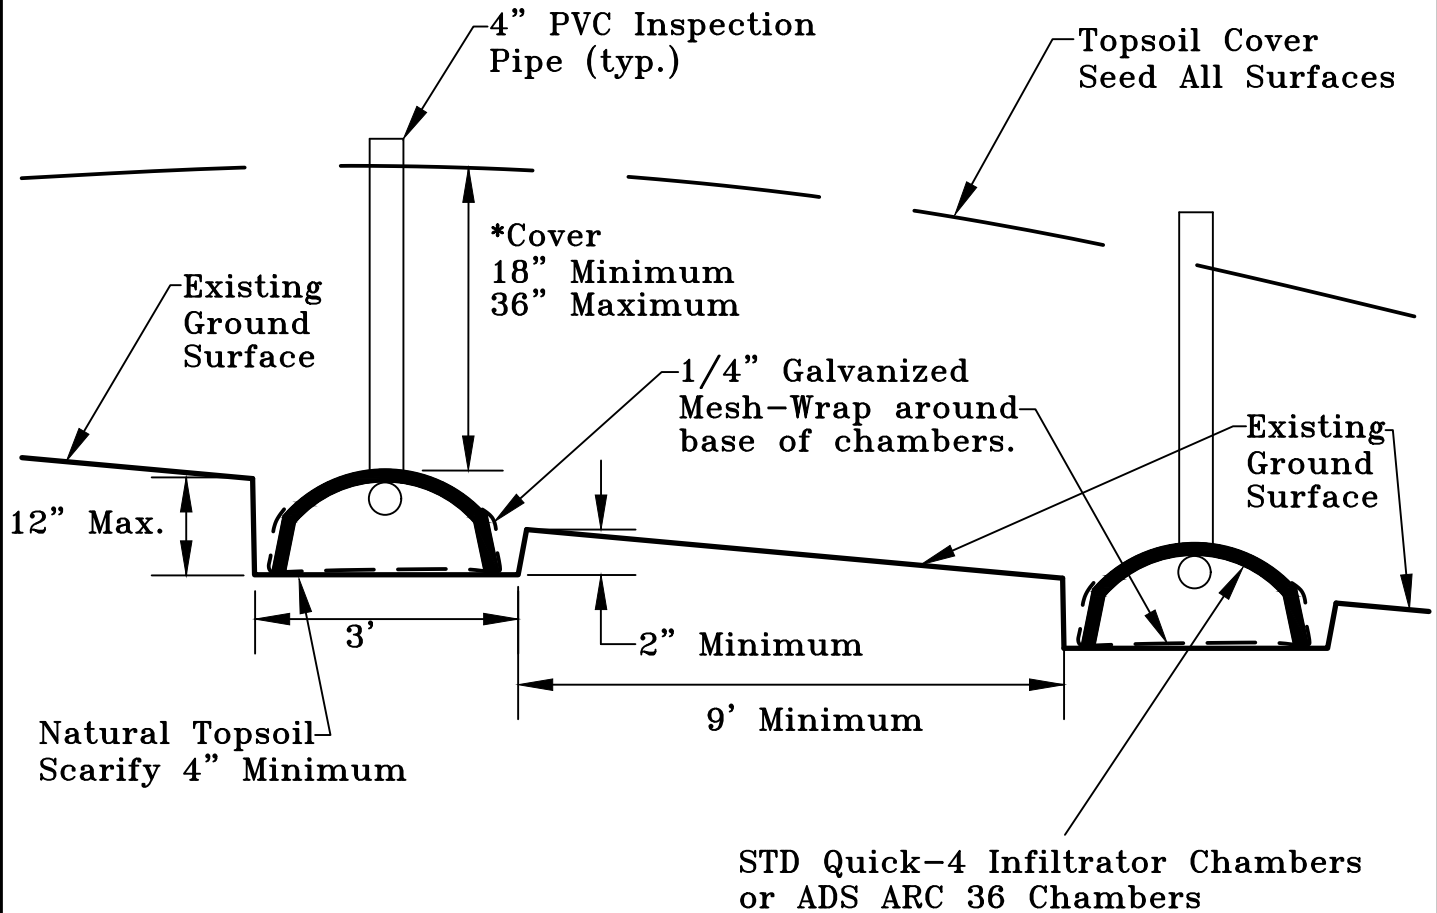 4” PVC Inspection
Pipe (typ.)
Topsoil Cover
Seed All Surfaces
*Cover
18” Minimum
36” Maximum
Existing
Ground
Surface
1/4” Galvanized
Mesh-Wrap around
base of chambers.
Existing
Ground
Surface
12” Max.
3’
2” Minimum
9’ Minimum
Natural Topsoil
Scarify 4” Minimum
STD Quick-4 Infiltrator Chambers
or ADS ARC 36 Chambers